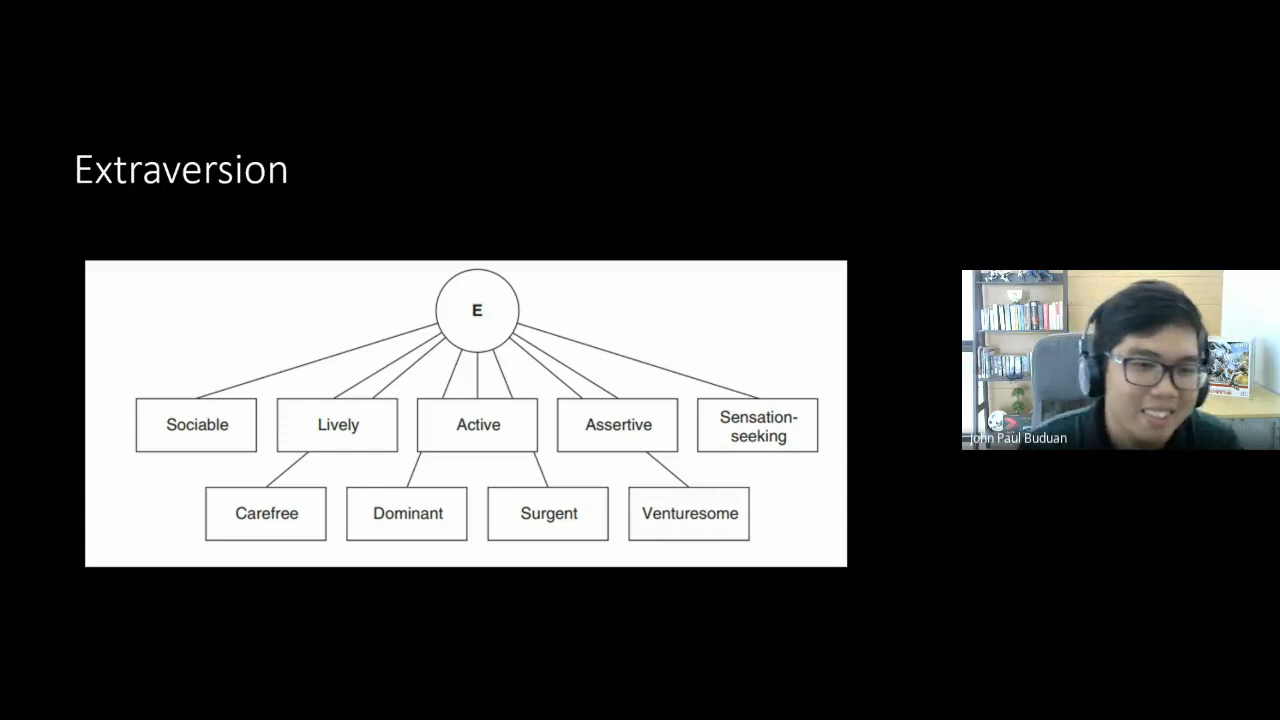 Extraversion
E
Sociable
Lively
Active
Assertive
Sensation-
seeking
Carefree
Dominant
Surgent
Venturesome
John Paul Buduan